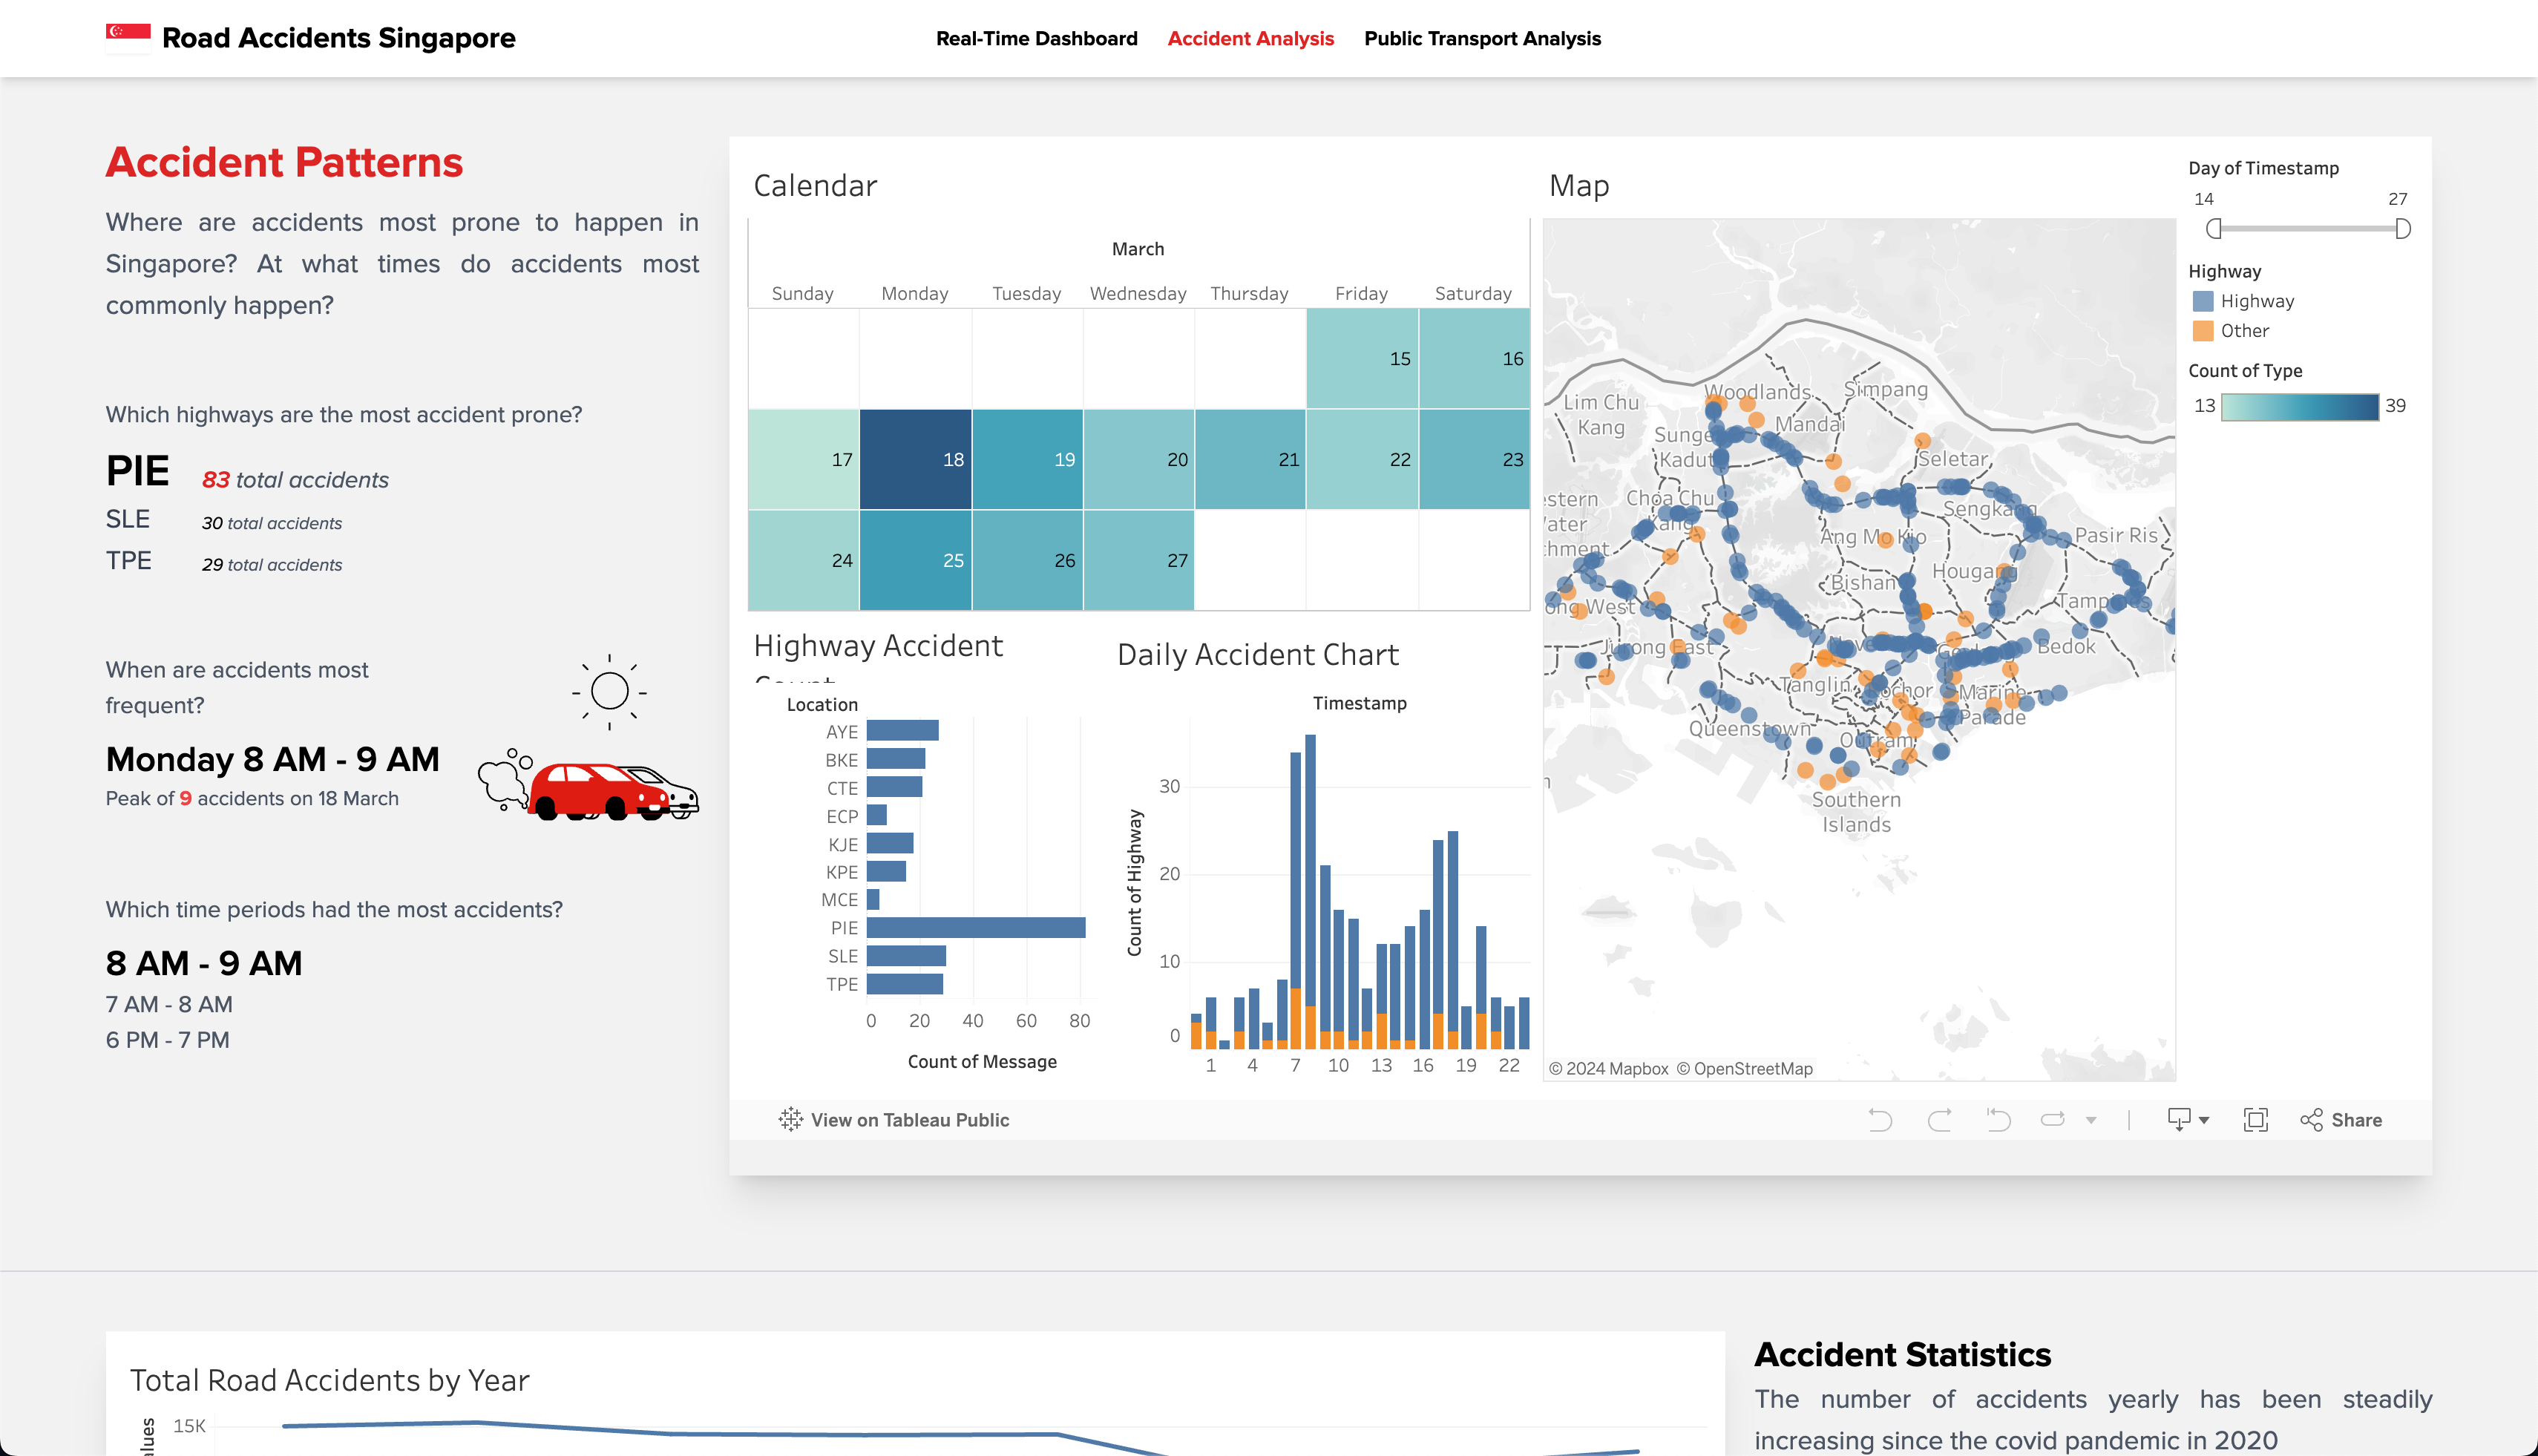 Road Accidents Singapore
Real-Time Dashboard
Accident Analysis
Public Transport Analysis
Accident Patterns
Where are accidents most prone to happen in
Singapore? At what times do accidents most
commonly happen?
Which highways are the most accident prone?
PIE 83 total accidents
SLE 30 total accidents
TPE 29 total accidents
When are accidents most
frequent?
Monday 8 AM - 9 AM
Peak of 9 accidents on 18 March
Which time periods had the most accidents?
8 AM - 9 AM
7 AM - 8 AM
6 PM - 7 PM
Calendar
March
Sunday Monday Tuesday Wednesday Thursday Friday Saturday
15 16
17 18 19 20 21 22 23
24 25 26 27
Highway Accident
Location
AYE
BKE
CTE
ECP
KJE
KPE
MCE
PIE
SLE
TPE
0 20 40 60 80
Count of Message
Daily Accident Chart
Timestamp
Count of Highway
30
20
10
0
1 4 7 10 13 16 19 22
Map
Woodlands
Simpang
Lim Chu
Kang
Mandai
Sunge
Kadut
Seletar
estern
ater
hment
Choa Chu
Kang
Sengkang
Ang Mo Kio
Pasir Ris
Bishan
Hougang
ong West
Tampines
Jurong East
Bedok
Tanglin
Rochor
Marine
Parade
Queenstown
Outram
Southern
Islands
© 2024 Mapbox © OpenStreetMap
Day of Timestamp
14 27
Highway
Highway
Other
Count of Type
13 39
View on Tableau Public
Share
Total Road Accidents by Year
15K
alues
Accident Statistics
The number of accidents yearly has been steadily
increasing since the covid pandemic in 2020